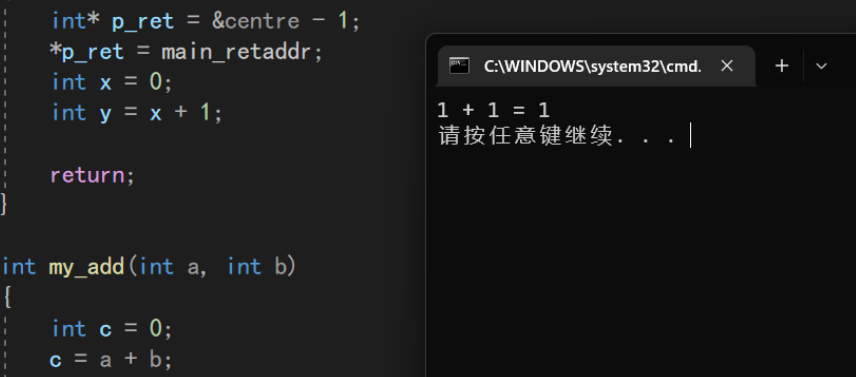 int* p_ret = &centre - 1;
*p_ret = main_retaddr;
int x = 0;
int y = x + 1;
return;
}
int my_add(int a, int b)
{
int c = 0;
c = a + b;
C:\WINDOWS\system32\cmd.
1 + 1 = 1
请按任意键继续. . .